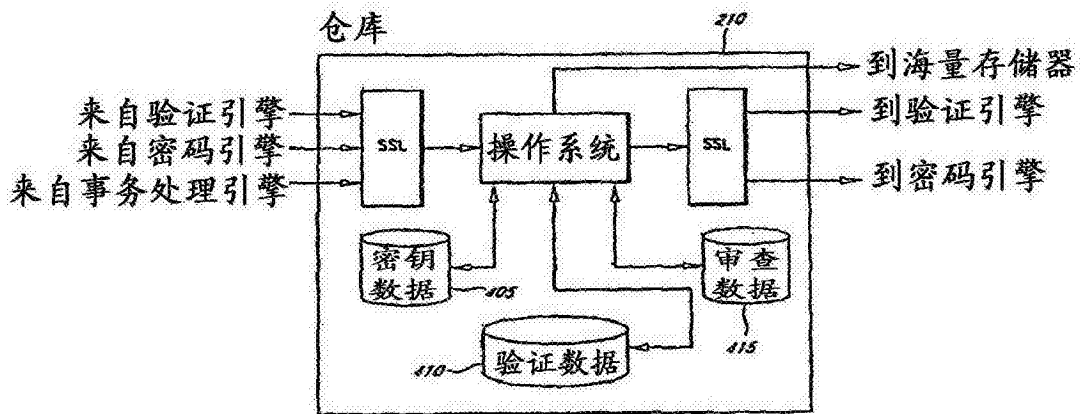 仓库
210
到海量存储器
来自验证引擎
来自密码引擎
来自事务处理引擎
SSL
操作系统
SSL
到验证引擎
到密码引擎
密钥
数据
405
审查
数据
415
验证数据
410